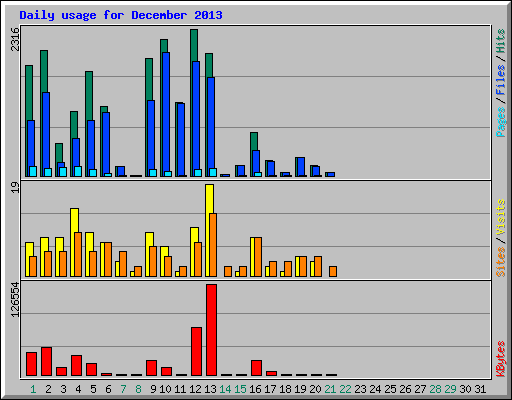 Daily usage for December 2013
2316
Pages / Files / Hits
19
Sites / Visits
126554
KBytes
1 2 3 4 5 6 7 8 9 10 11 12 13 14 15 16 17 18 19 20 21 22 23 24 25 26 27 28 29 30 31